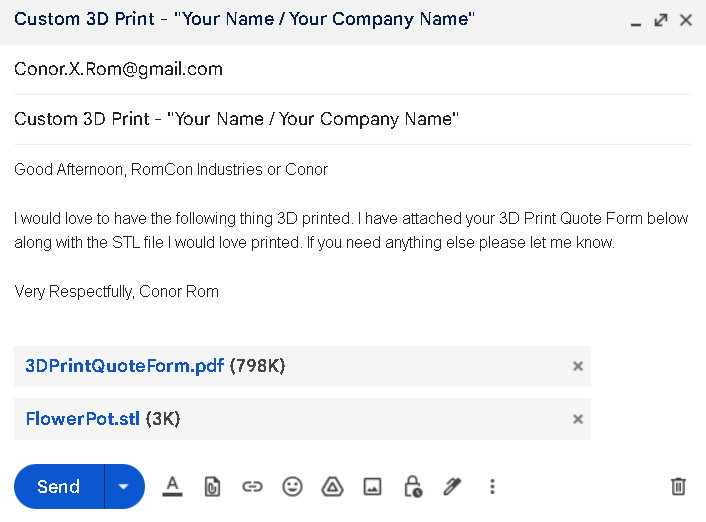 Custom 3D Print - "Your Name / Your Company Name"
Conor.X.Rom@gmail.com
Custom 3D Print - "Your Name / Your Company Name"
Good Afternoon, RomCon Industries or Conor
I would love to have the following thing 3D printed. I have attached your 3D Print Quote Form below
along with the STL file I would love printed. If you need anything else please let me know.
Very Respectfully, Conor Rom
3DPrintQuoteForm.pdf (798K)
FlowerPot.stl (3K)
Send